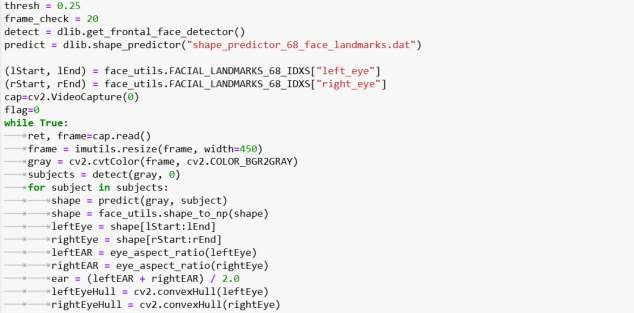 thresh = 0.25
frame_check = 20
detect = dlib.get_frontal_face_detector()
predict = dlib.shape_predictor("shape_predictor_68_face_landmarks.dat")

(lStart, lEnd) = face_utils.FACIAL_LANDMARKS_68_IDXS["left_eye"]
(rStart, rEnd) = face_utils.FACIAL_LANDMARKS_68_IDXS["right_eye"]
cap=cv2.VideoCapture(0)
flag=0
while True:
    ret, frame=cap.read()
    frame = imutils.resize(frame, width=450)
    gray = cv2.cvtColor(frame, cv2.COLOR_BGR2GRAY)
    subjects = detect(gray, 0)
    for subject in subjects:
        shape = predict(gray, subject)
        shape = face_utils.shape_to_np(shape)
        leftEye = shape[lStart:lEnd]
        rightEye = shape[rStart:rEnd]
        leftEAR = eye_aspect_ratio(leftEye)
        rightEAR = eye_aspect_ratio(rightEye)
        ear = (leftEAR + rightEAR) / 2.0
        leftEyeHull = cv2.convexHull(leftEye)
        rightEyeHull = cv2.convexHull(rightEye)